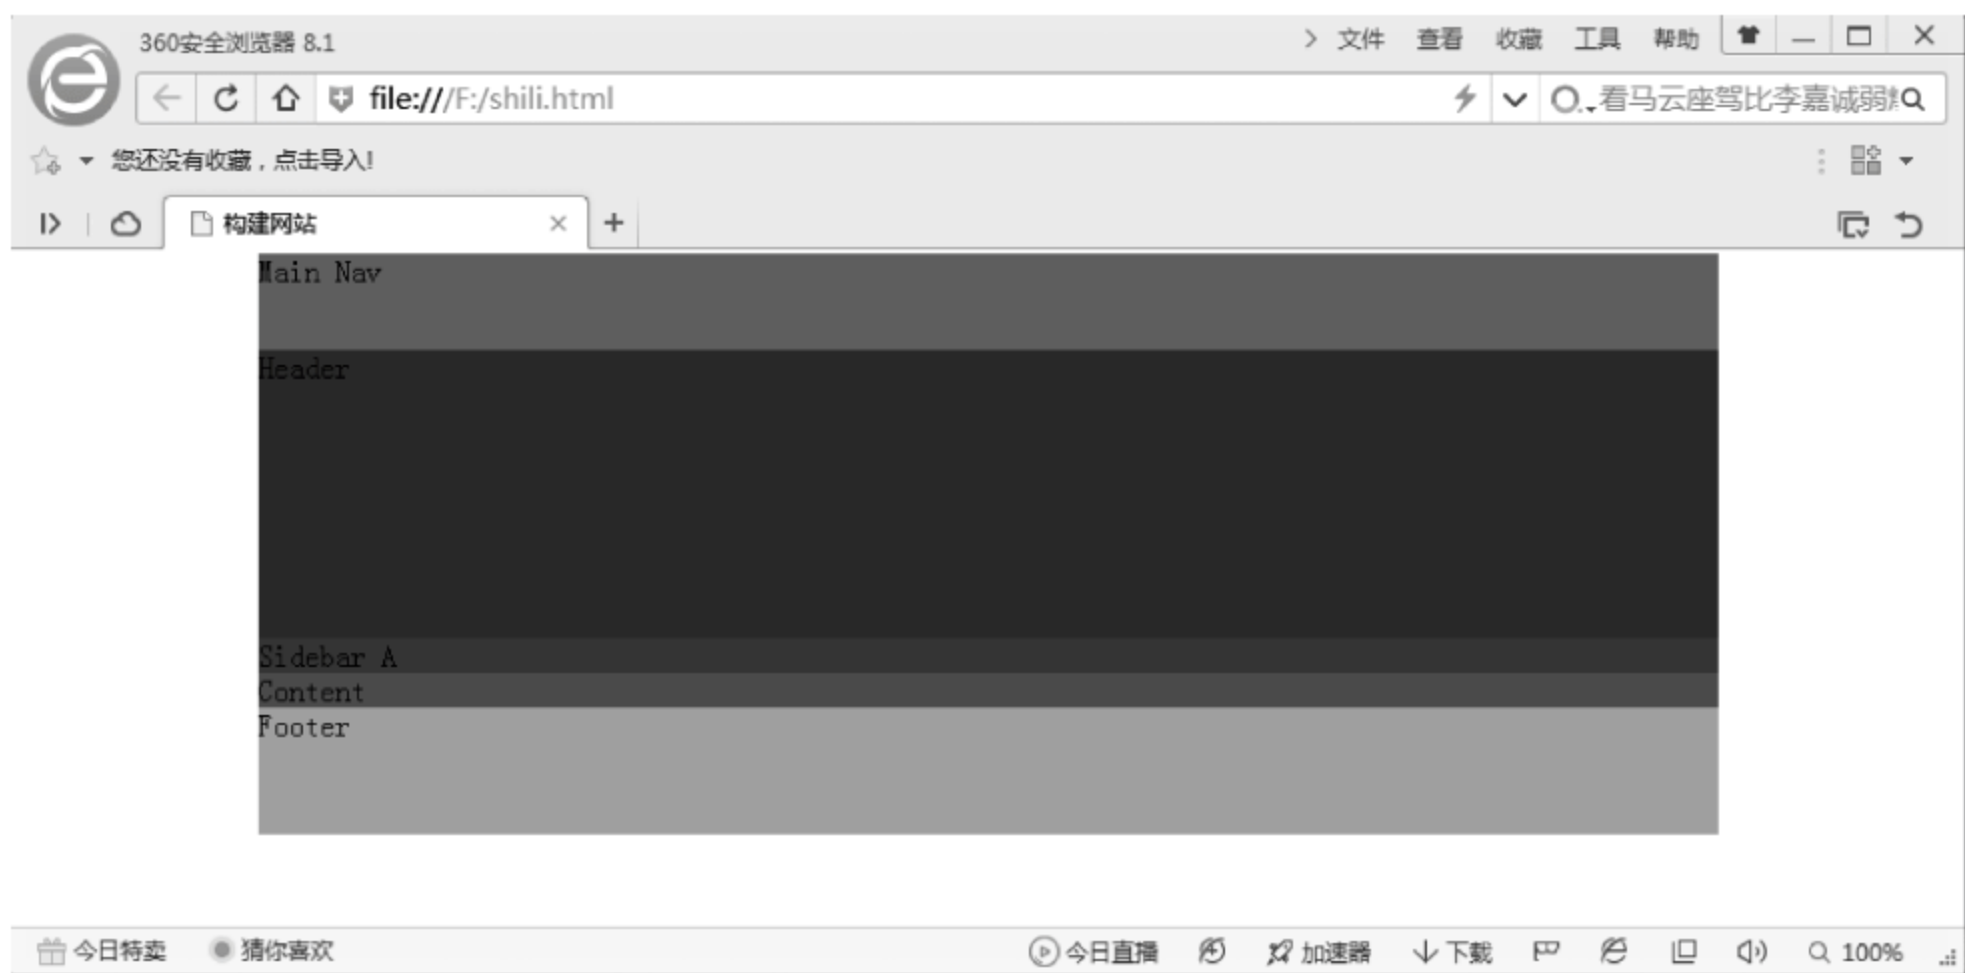 360安全浏览器 8.1
文件 查看 收藏 工具 帮助
file:///F:/shili.html
看马云座驾比李嘉诚弱
您还没有收藏，点击导入!
构建网站
Main Nav
Header
Sidebar A
Content
Footer
今日特卖 猜你喜欢 今日直播 加速器 下载 100%